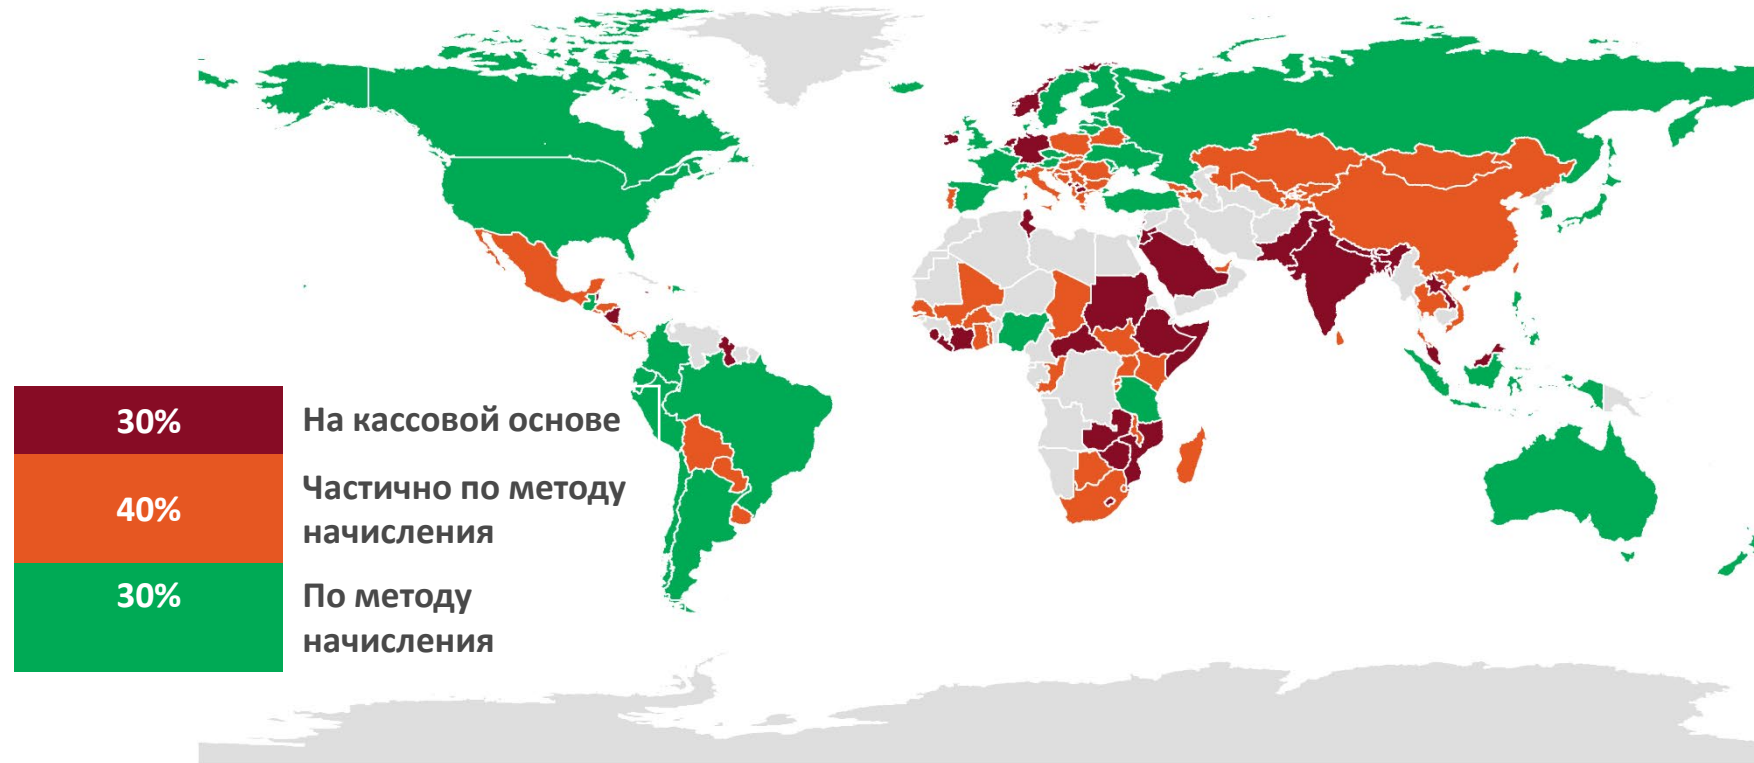 30%
На кассовой основе
40%
Частично по методу
начисления
30%
По методу
начисления